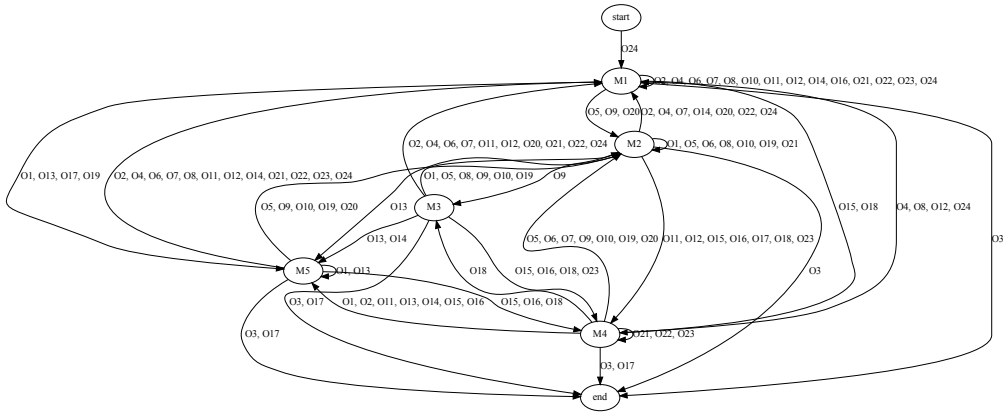 start
O24
M1
O2, O4, O6, O7, O8, O10, O11, O12, O14, O16, O21, O22, O23, O24
O5, O9, O20
O2, O4, O7, O14, O20, O22, O24
M2
O1, O5, O6, O8, O10, O19, O21
O2, O4, O6, O7, O11, O12, O20, O21, O22, O24
O1, O13, O17, O19
O2, O4, O6, O7, O8, O11, O12, O14, O21, O22, O23, O24
O1, O5, O8, O9, O10, O19
O9
O5, O9, O10, O19, O20
O13
M3
O15, O18
O4, O8, O12, O24
O13, O14
O5, O6, O7, O9, O10, O19, O20
O11, O12, O15, O16, O17, O18, O23
O3
M5
O1, O13
O18
O15, O16, O18, O23
O3
O3, O17
O1, O2, O11, O13, O14, O15, O16
O15, O16, O18
O3, O17
M4
O21, O22, O23
O3, O17
end